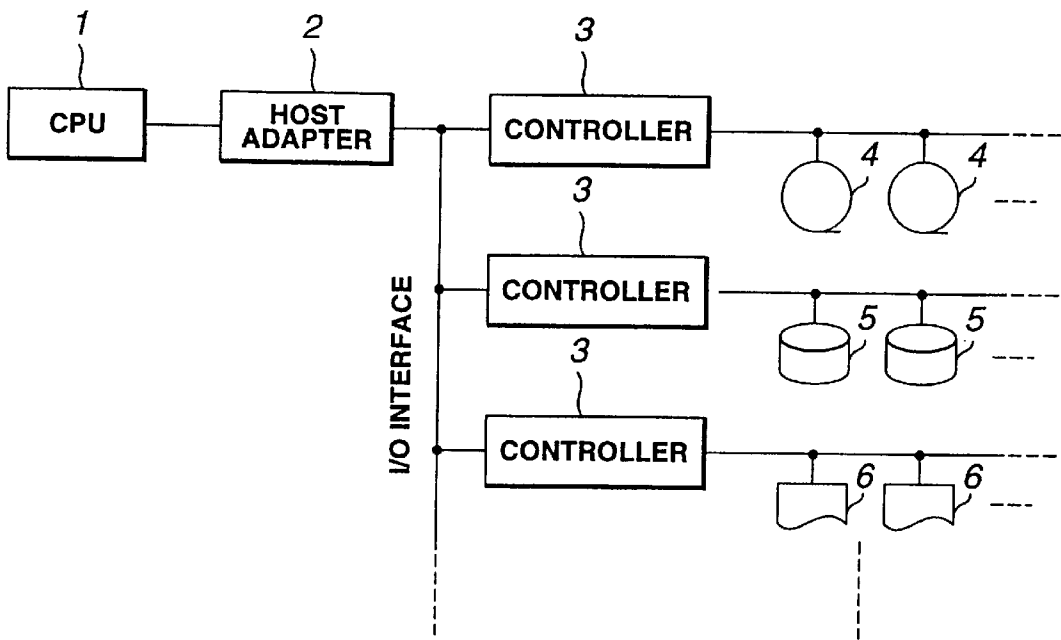 1
2
3
CPU
HOST
ADAPTER
CONTROLLER
4
4
3
I/O INTERFACE
CONTROLLER
5
5
3
CONTROLLER
6
6